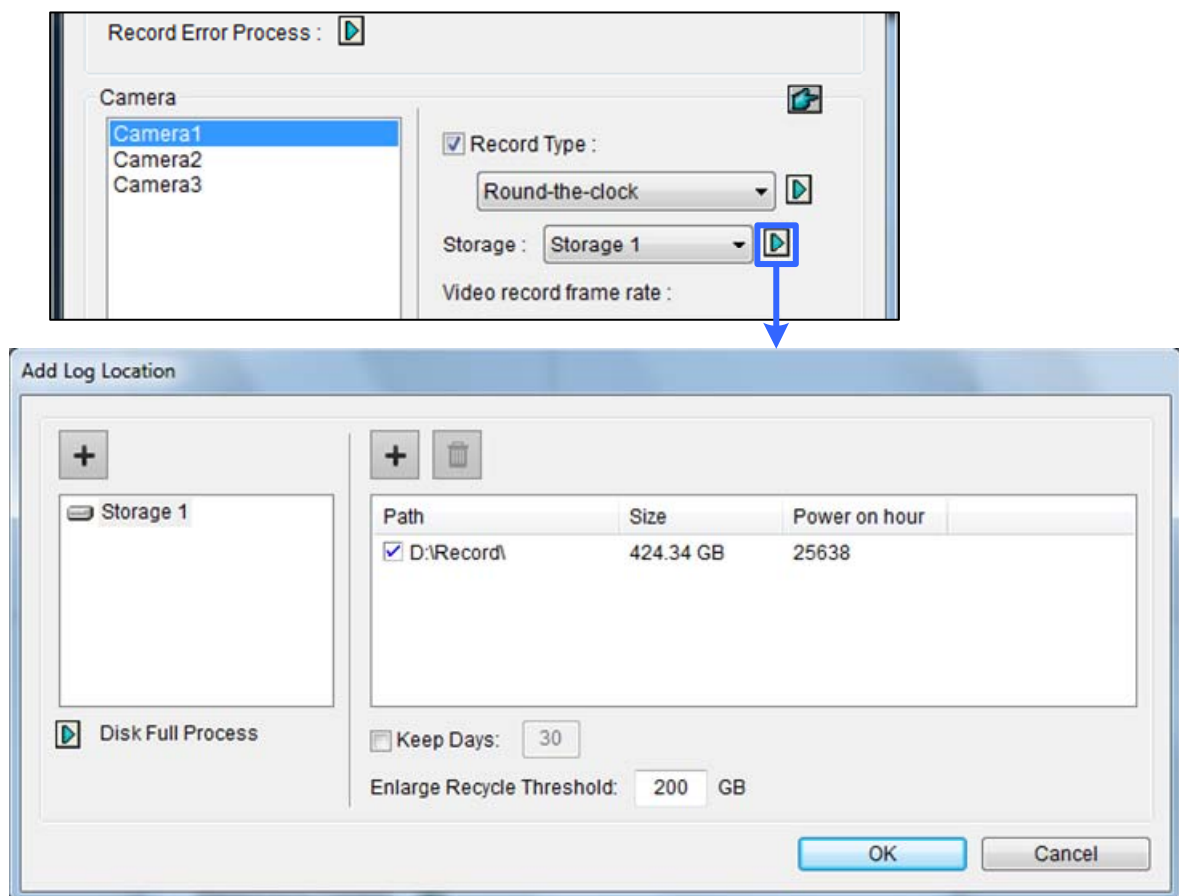 Record Error Process :
Camera
Camera1
Camera2
Camera3
Record Type :
Round-the-clock
Storage : Storage 1
Video record frame rate :
Add Log Location
Storage 1
Disk Full Process
Path Size Power on hour
D:\Record\ 424.34 GB 25638
Keep Days: 30
Enlarge Recycle Threshold: 200 GB
OK Cancel